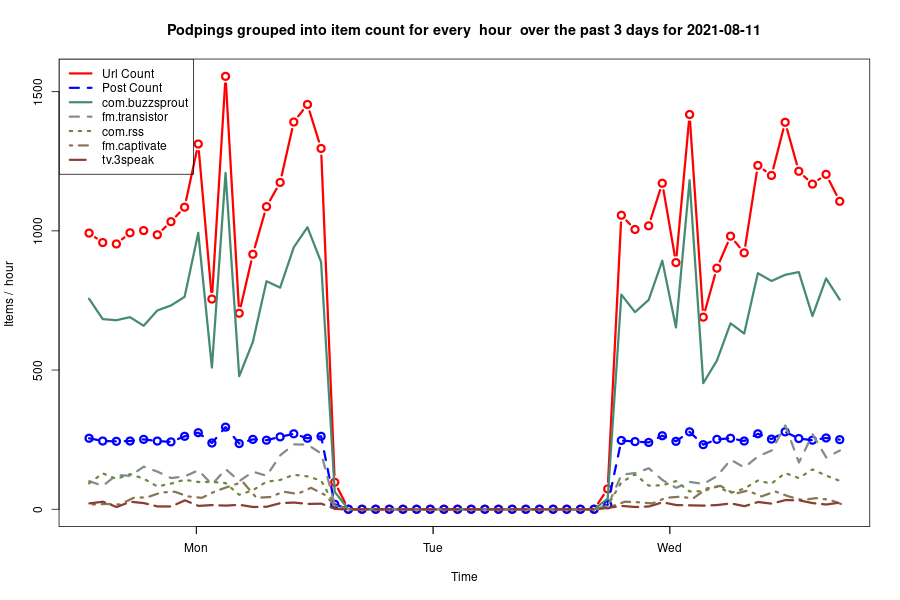 Podpings grouped into item count for every  hour  over the past 3 days for 2021-08-11
Url Count
Post Count
com.buzzsprout
fm.transistor
com.rss
fm.captivate
tv.3speak
1500
1000
500
0
Items /  hour
Mon
Tue
Wed
Time